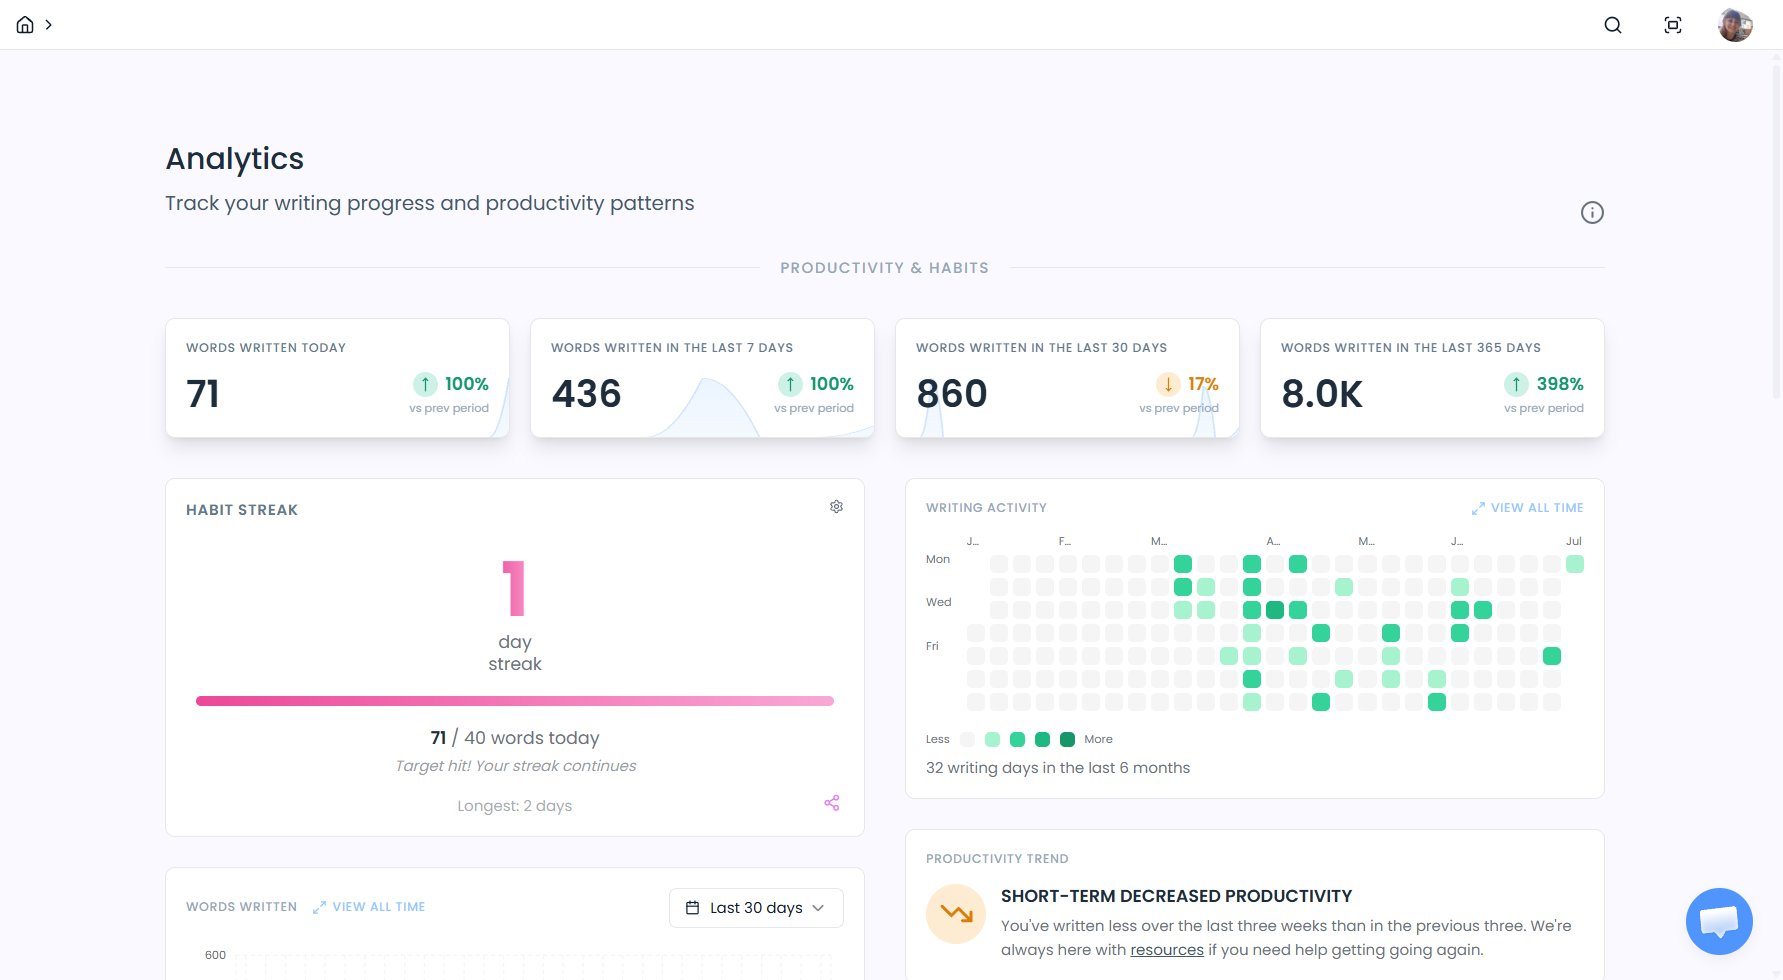 Analytics
Track your writing progress and productivity patterns
PRODUCTIVITY & HABITS
WORDS WRITTEN TODAY
71
100%
vs prev period
WORDS WRITTEN IN THE LAST 7 DAYS
436
100%
vs prev period
WORDS WRITTEN IN THE LAST 30 DAYS
860
17%
vs prev period
WORDS WRITTEN IN THE LAST 365 DAYS
8.0K
398%
vs prev period
HABIT STREAK
1
day
streak
71 / 40 words today
Target hit! Your streak continues
Longest: 2 days
WRITING ACTIVITY
VIEW ALL TIME
J... F... M... A... M... J... Jul
Mon
Wed
Fri
Less More
32 writing days in the last 6 months
WORDS WRITTEN
VIEW ALL TIME
Last 30 days
600
PRODUCTIVITY TREND
SHORT-TERM DECREASED PRODUCTIVITY
You've written less over the last three weeks than in the previous three. We're
always here with resources if you need help getting going again.